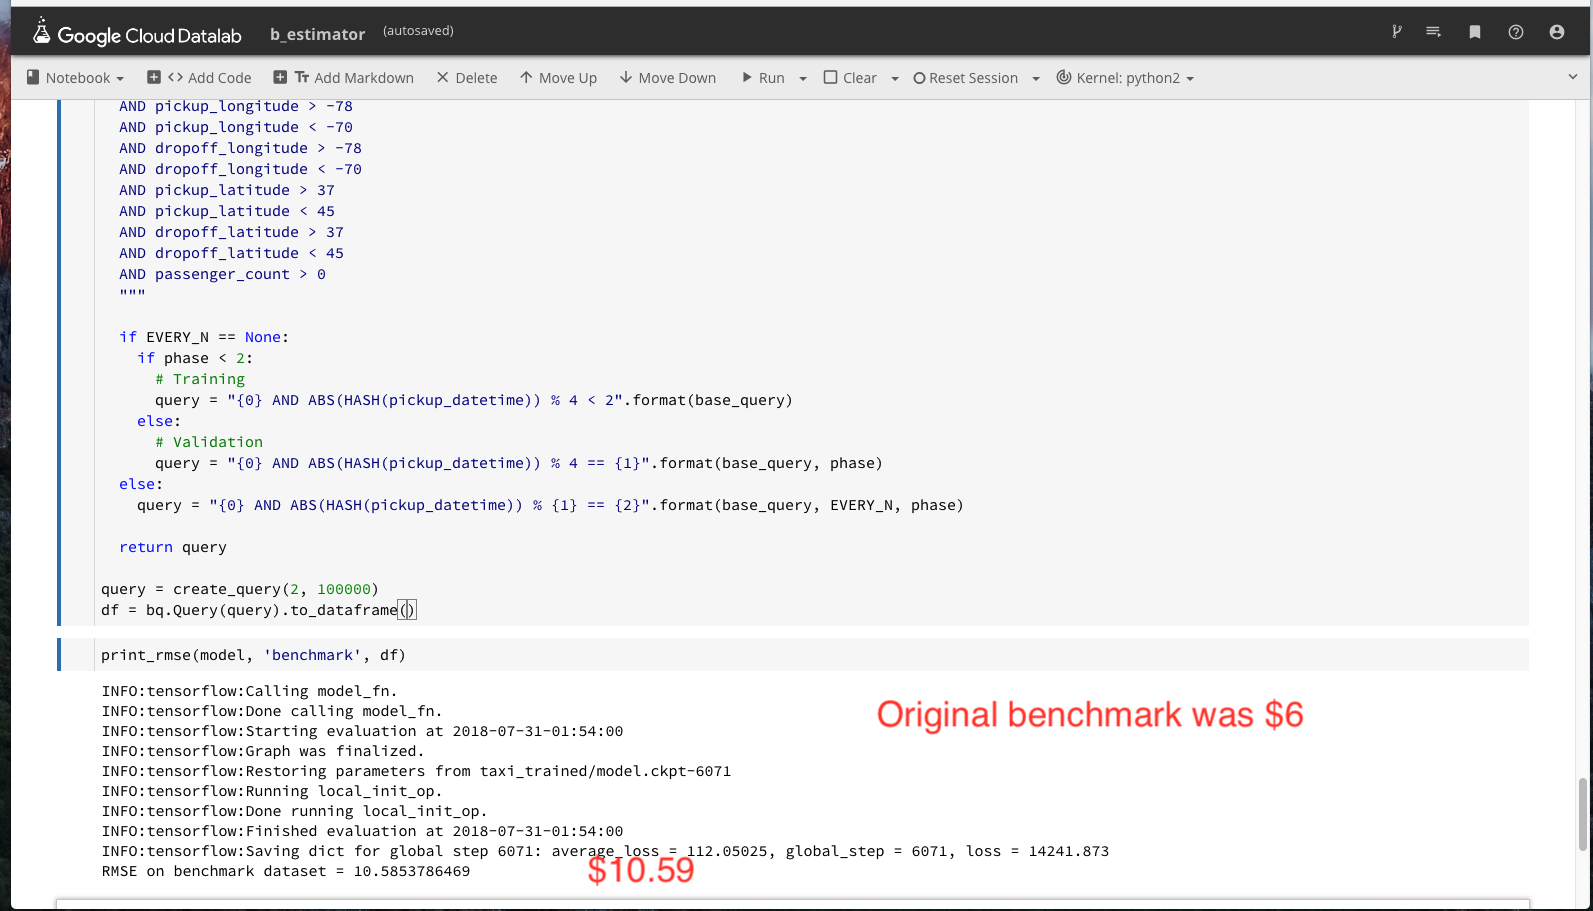 Google Cloud Datalab b_estimator (autosaved)
Notebook Add Code Tт Add Markdown Delete Move Up Move Down Run Clear Reset Session Kernel: python2
AND pickup_longitude > -78
AND pickup_longitude < -70
AND dropoff_longitude > -78
AND dropoff_longitude < -70
AND pickup_latitude > 37
AND pickup_latitude < 45
AND dropoff_latitude > 37
AND dropoff_latitude < 45
AND passenger_count > 0
"""
if EVERY_N == None:
if phase < 2:
# Training
query = "{0} AND ABS(HASH(pickup_datetime)) % 4 < 2".format(base_query)
else:
# Validation
query = "{0} AND ABS(HASH(pickup_datetime)) % 4 == {1}".format(base_query, phase)
else:
query = "{0} AND ABS(HASH(pickup_datetime)) % {1} == {2}".format(base_query, EVERY_N, phase)
return query
query = create_query(2, 100000)
df = bq.Query(query).to_dataframe()
print_rmse(model, 'benchmark', df)
INFO:tensorflow:Calling model_fn.
INFO:tensorflow:Done calling model_fn.
Original benchmark was $6
INFO:tensorflow:Starting evaluation at 2018-07-31-01:54:00
INFO:tensorflow:Graph was finalized.
INFO:tensorflow:Restoring parameters from taxi_trained/model.ckpt-6071
INFO:tensorflow:Running local_init_op.
INFO:tensorflow:Done running local_init_op.
INFO:tensorflow:Finished evaluation at 2018-07-31-01:54:00
INFO:tensorflow:Saving dict for global step 6071: average_loss = 112.05025, global_step = 6071, loss = 14241.873
RMSE on benchmark dataset = 10.5853786469
$10.59